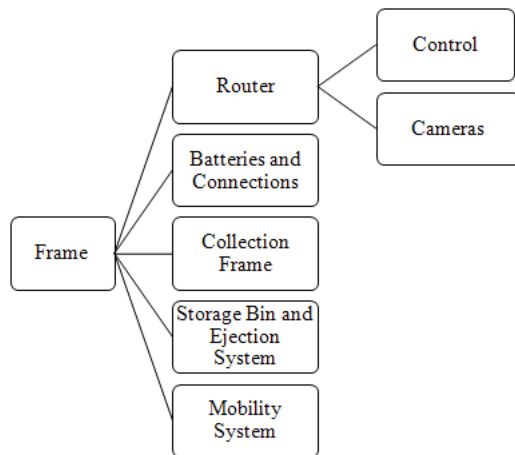 Control
Router
Cameras
Batteries and
Connections
Frame
Collection
Frame
Storage Bin and
Ejection
System
Mobility
System